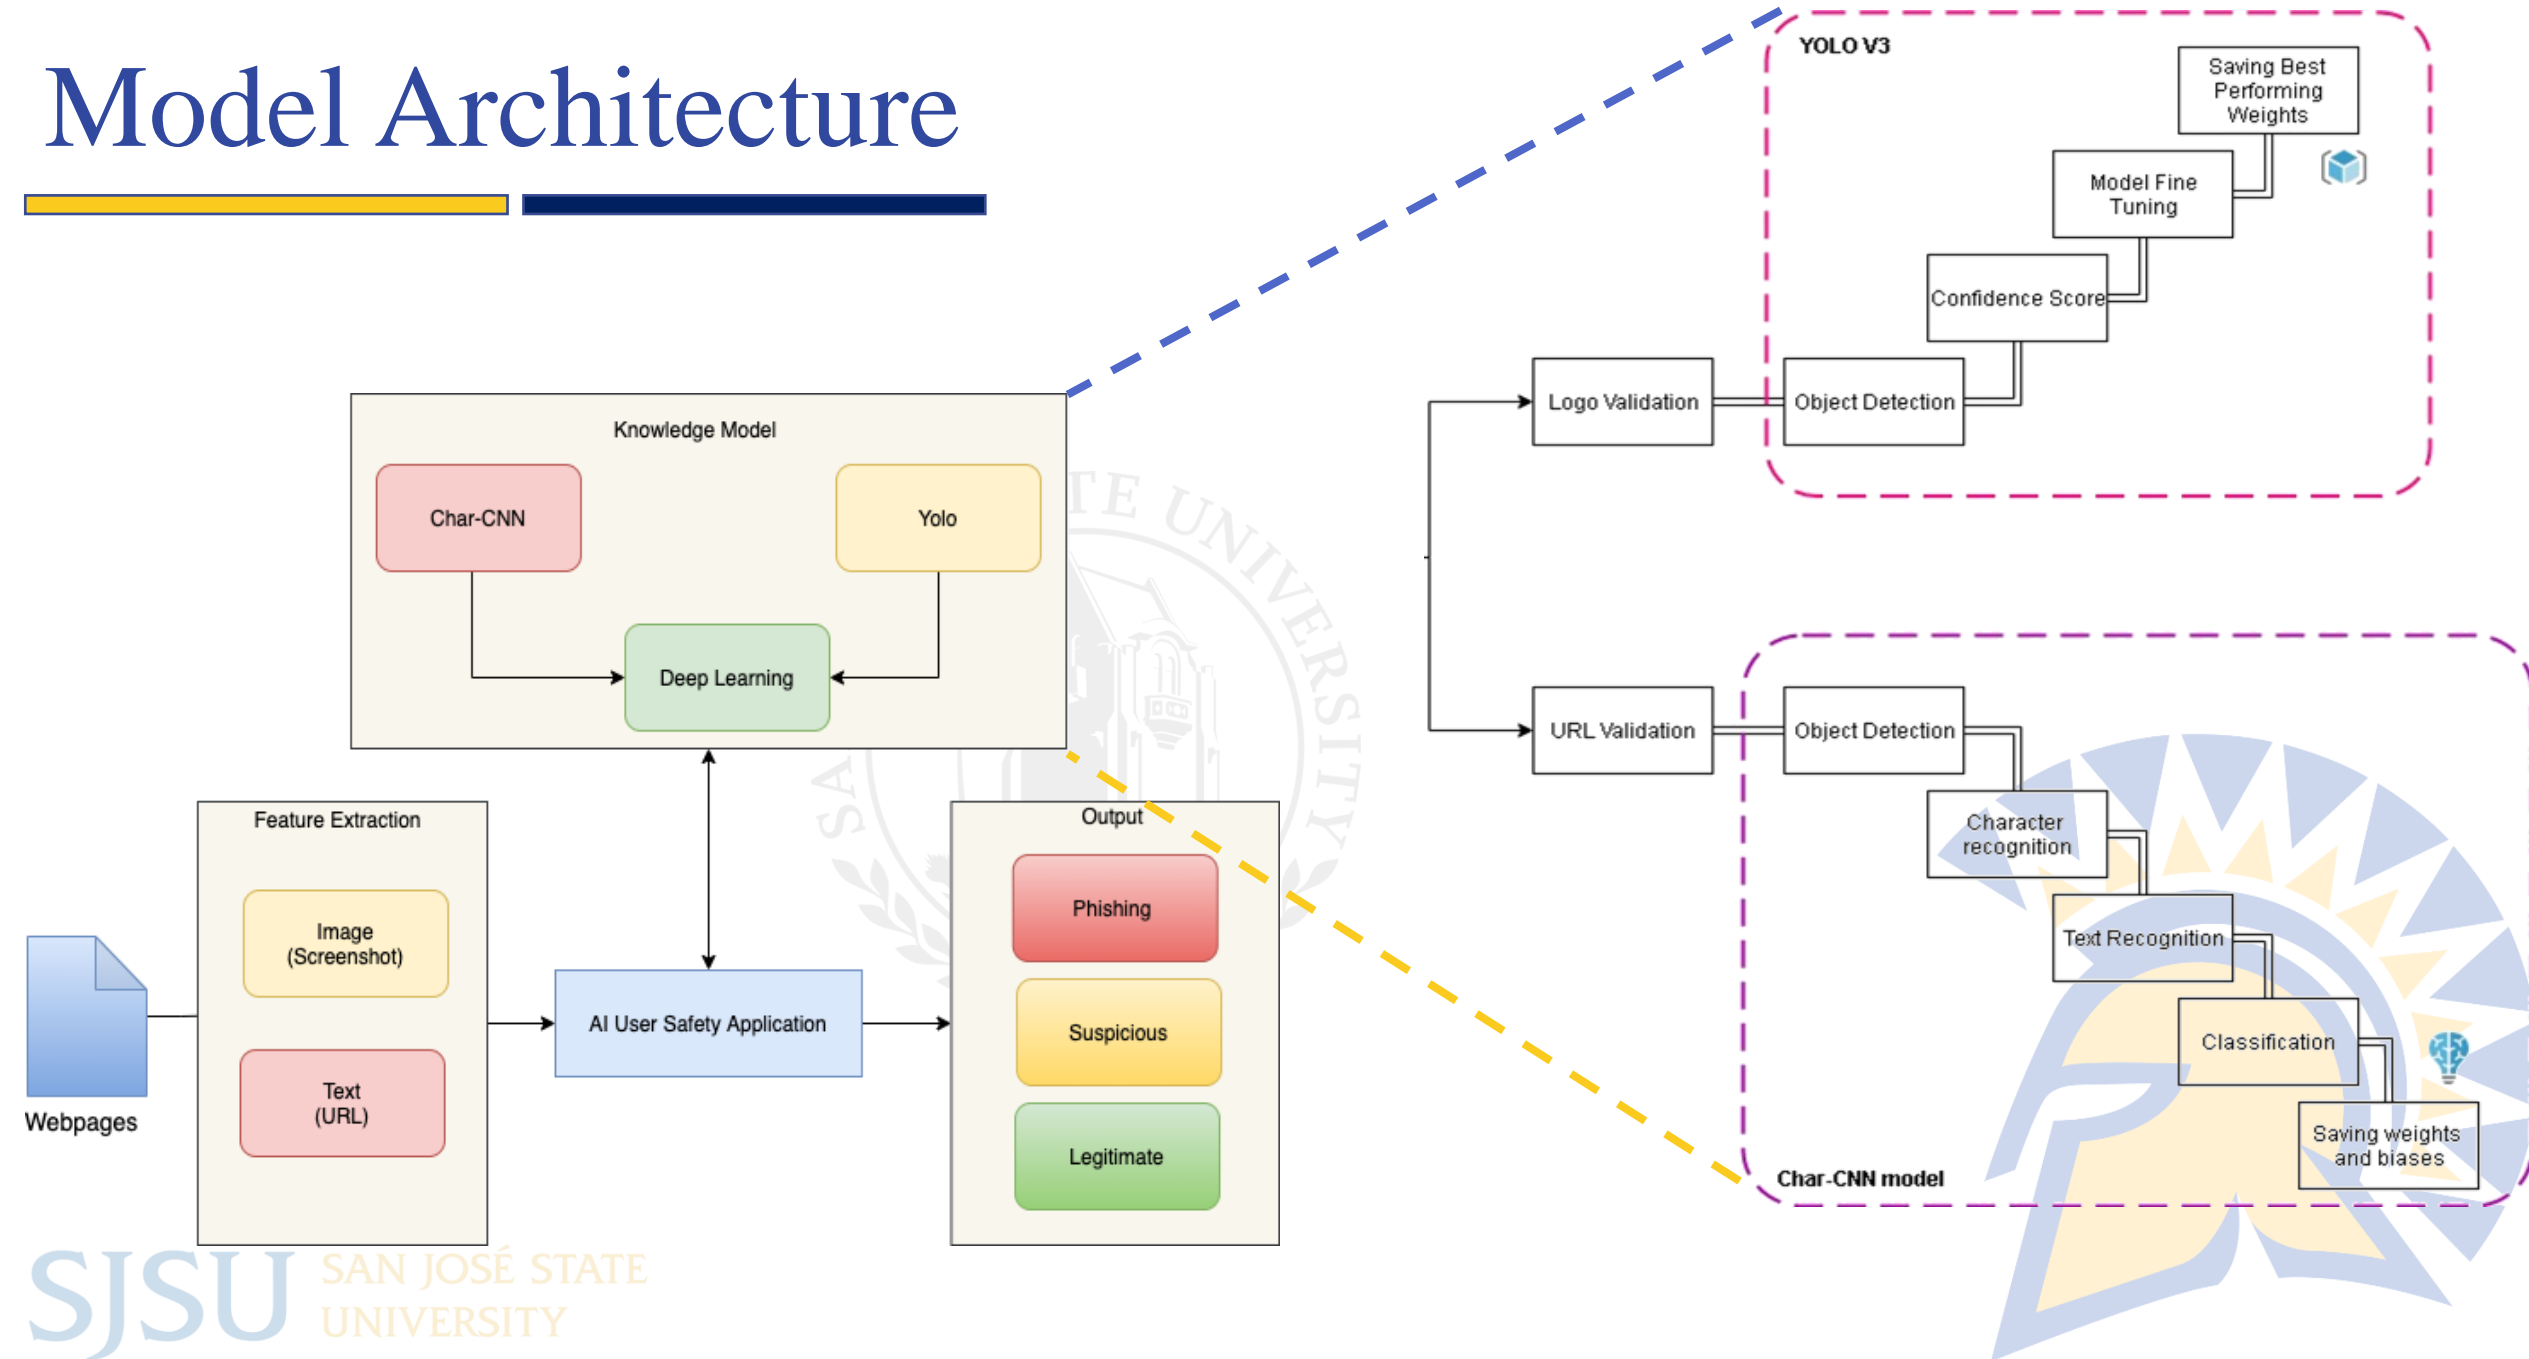 Model Architecture
Knowledge Model
Char-CNN
Yolo
Deep Learning
Feature Extraction
Image
(Screenshot)
Text
(URL)
Webpages
AI User Safety Application
Output
Phishing
Suspicious
Legitimate
YOLO V3
Saving Best
Performing
Weights
Model Fine
Tuning
Confidence Score
Logo Validation
Object Detection
URL Validation
Object Detection
Character
recognition
Text Recognition
Classification
Saving weights
and biases
Char-CNN model
SJSU
SAN JOSÉ STATE
UNIVERSITY
SA
TE UNIVERSITY